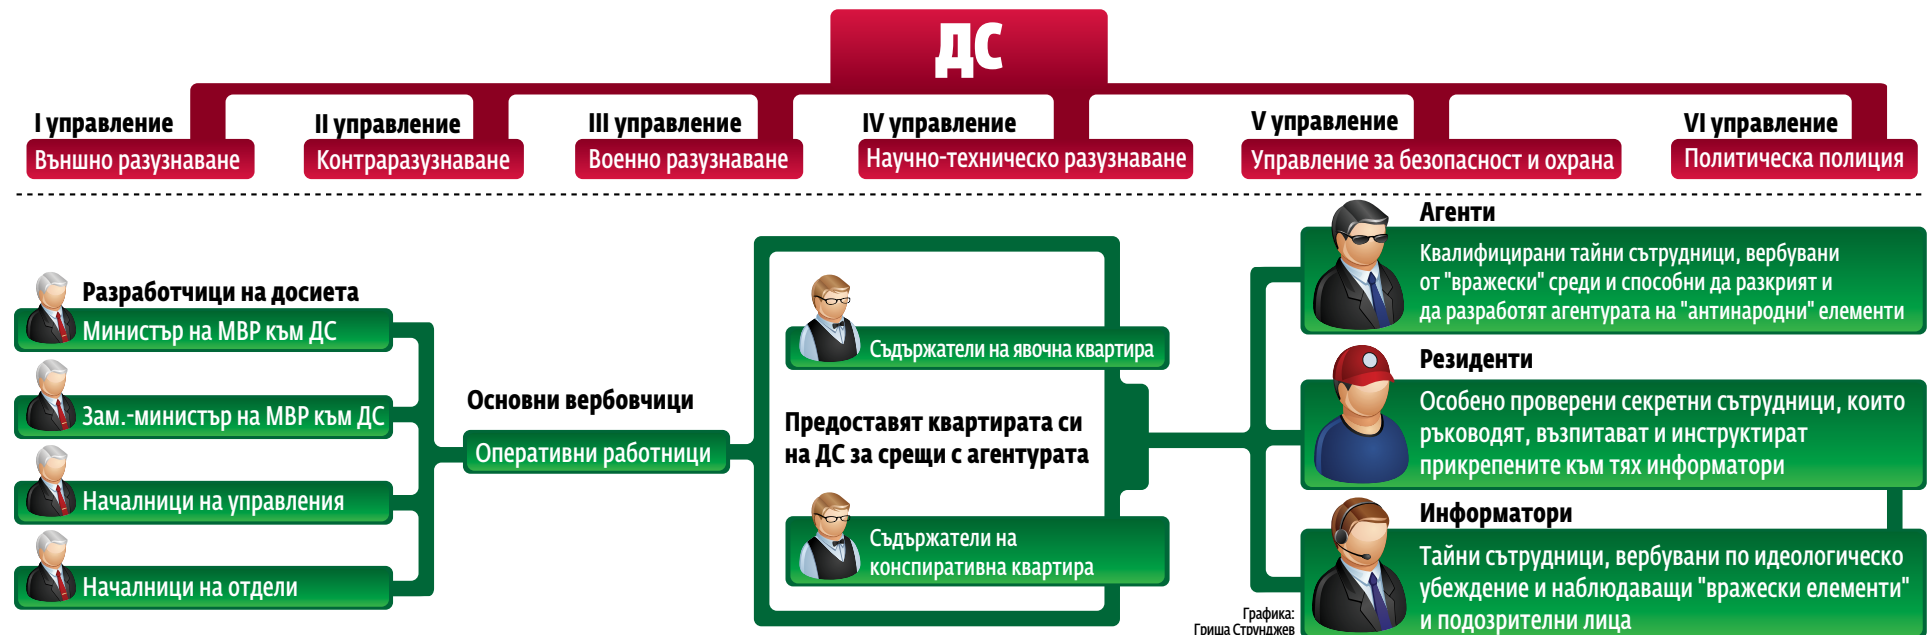 ДС
I управление
Външно разузнаване
II управление
Контраразузнаване
III управление
Военно разузнаване
IV управление
Научно-техническо разузнаване
V управление
Управление за безопасност и охрана
VI управление
Политическа полиция
Разработчици на досиета
Министър на МВР към ДС
Зам.-министър на МВР към ДС
Началници на управления
Началници на отдели
Основни вербовчици
Оперативни работници
Съдържатели на явочна квартира
Предоставят квартирата си
на ДС за срещи с агентурата
Съдържатели на
конспиративна квартира
Агенти
Квалифицирани тайни сътрудници, вербувани
от "вражески" среди и способни да разкрият и
да разработят агентурата на "антинародни" елементи
Резиденти
Особено проверени секретни сътрудници, които
ръководят, възпитават и инструктират
прикрепените към тях информатори
Информатори
Тайни сътрудници, вербувани по идеологическо
убеждение и наблюдаващи "вражески елементи"
и подозрителни лица
Графика:
Гриша Струнджев